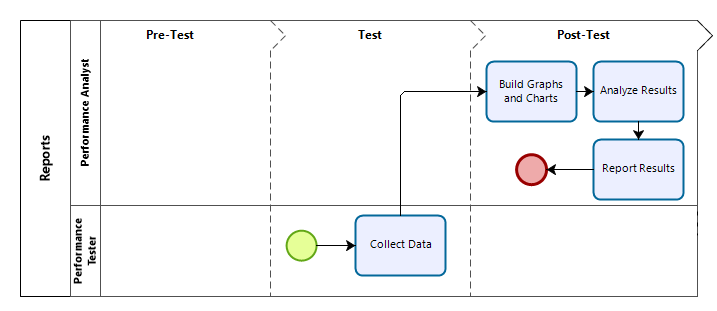 Pre-Test
Test
Post-Test
Reports
Performance Analyst
Build Graphs
and Charts
Analyze Results
Report Results
Performance
Tester
Collect Data